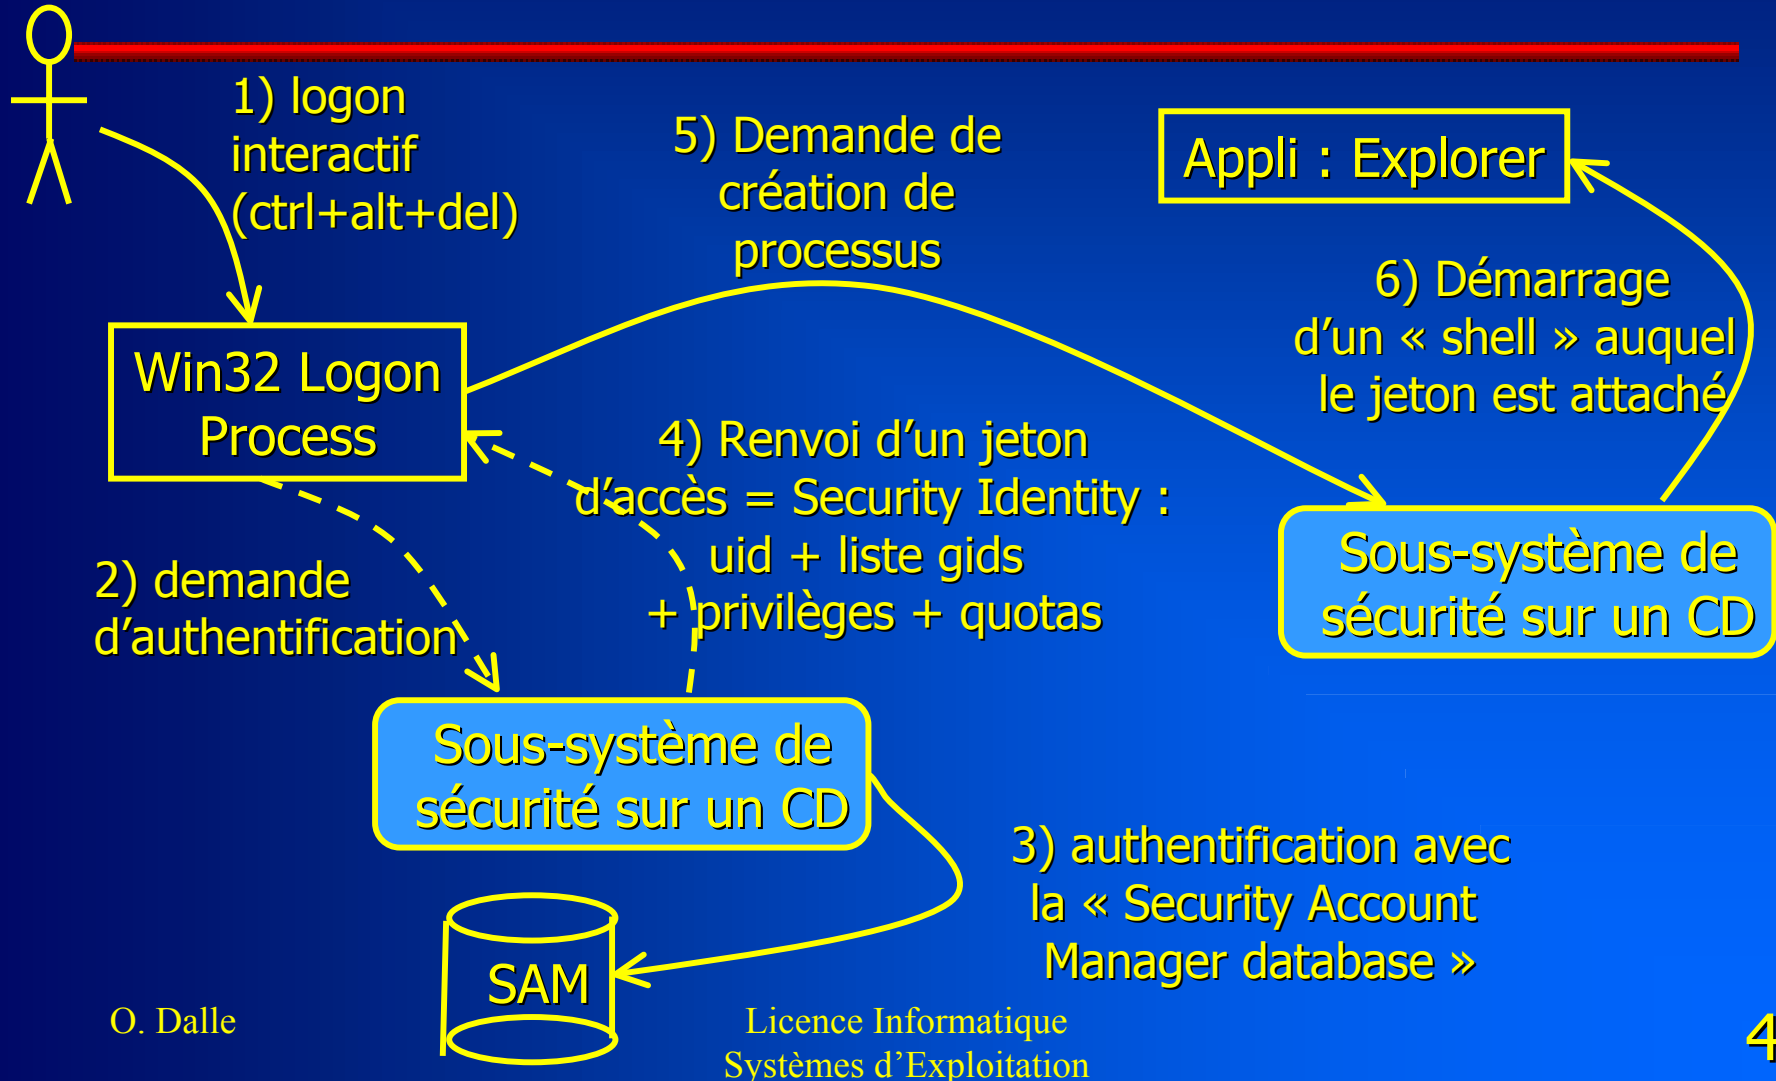 1) logon
interactif
(ctrl+alt+del)
5) Demande de
création de
processus
Appli : Explorer
6) Démarrage
d’un « shell » auquel
le jeton est attaché
Win32 Logon
Process
4) Renvoi d’un jeton
d’accès = Security Identity :
uid + liste gids
+ privilèges + quotas
2) demande
d’authentification
Sous-système de
sécurité sur un CD
Sous-système de
sécurité sur un CD
3) authentification avec
la « Security Account
Manager database »
SAM
O. Dalle
Licence Informatique
Systèmes d’Exploitation
4